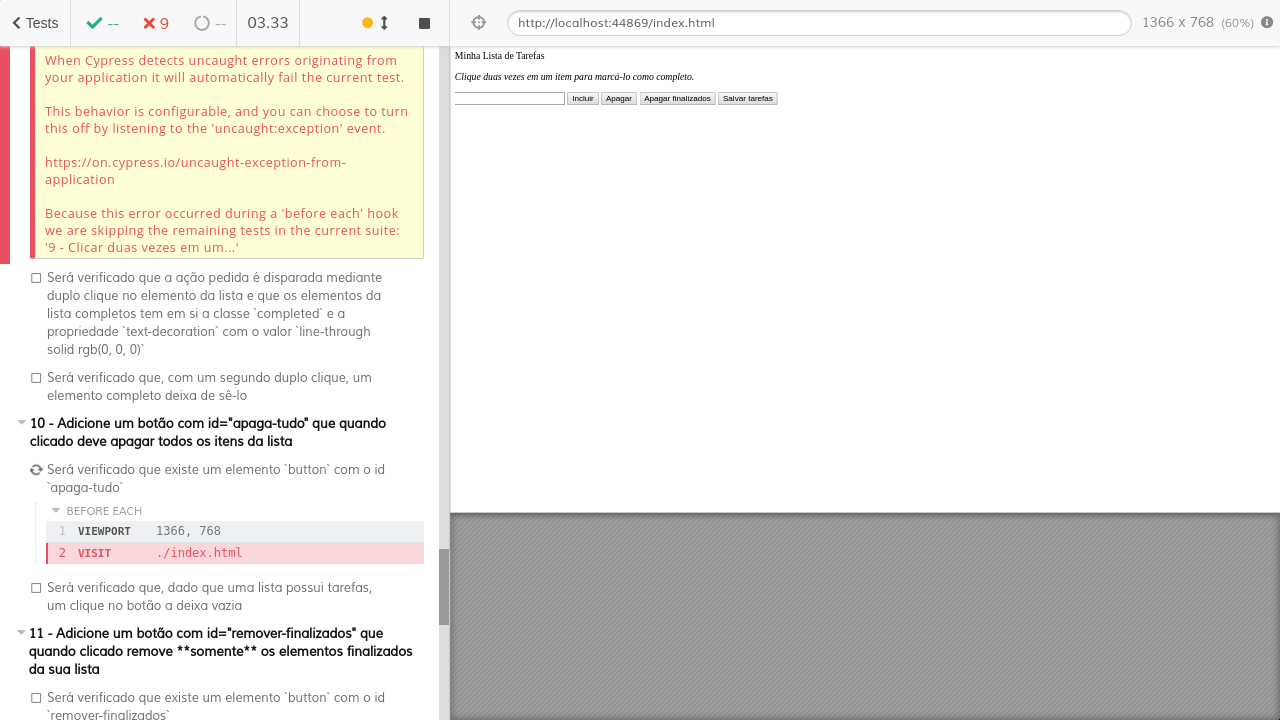 Tests
--
9
--
03.33
http://localhost:44869/index.html
1366 x 768 (60%)
When Cypress detects uncaught errors originating from
your application it will automatically fail the current test.
This behavior is configurable, and you can choose to turn
this off by listening to the 'uncaught:exception' event.
https://on.cypress.io/uncaught-exception-from-
application
Because this error occurred during a 'before each' hook
we are skipping the remaining tests in the current suite:
'9 - Clicar duas vezes em um...'
Será verificado que a ação pedida é disparada mediante
duplo clique no elemento da lista e que os elementos da
lista completos tem em si a classe `completed` e a
propriedade `text-decoration` com o valor `line-through
solid rgb(0, 0, 0)`
Será verificado que, com um segundo duplo clique, um
elemento completo deixa de sê-lo
10 - Adicione um botão com id="apaga-tudo" que quando
clicado deve apagar todos os itens da lista
Será verificado que existe um elemento `button` com o id
`apaga-tudo`
BEFORE EACH
1 VIEWPORT 1366, 768
2 VISIT ./index.html
Será verificado que, dado que uma lista possui tarefas,
um clique no botão a deixa vazia
11 - Adicione um botão com id="remover-finalizados" que
quando clicado remove **somente** os elementos finalizados
da sua lista
Será verificado que existe um elemento `button` com o id
`remover-finalizados`
Minha Lista de Tarefas
Clique duas vezes em um item para marcá-lo como completo.
Incluir Apagar Apagar finalizados Salvar tarefas